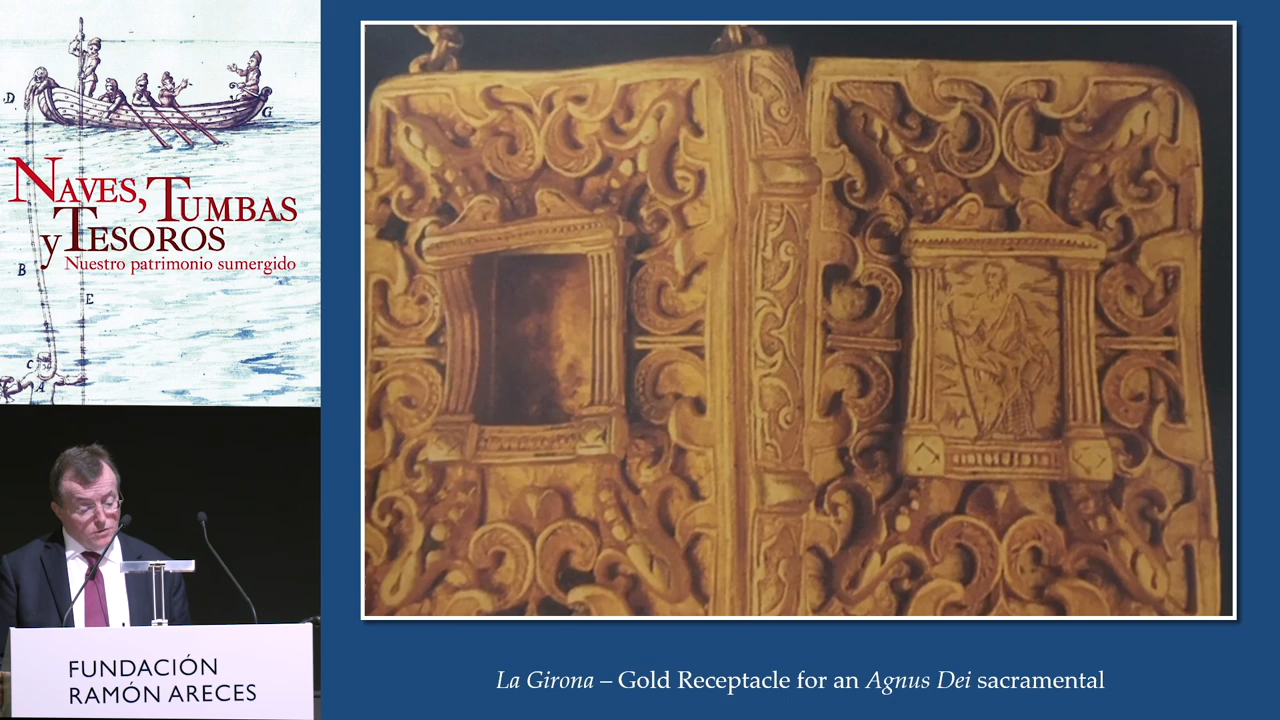 D
G
NAVES, TUMBAS
y TESOROS
Nuestro patrimonio sumergido
B
E
C
A
FUNDACIÓN
RAMÓN ARECES
La Girona – Gold Receptacle for an Agnus Dei sacramental